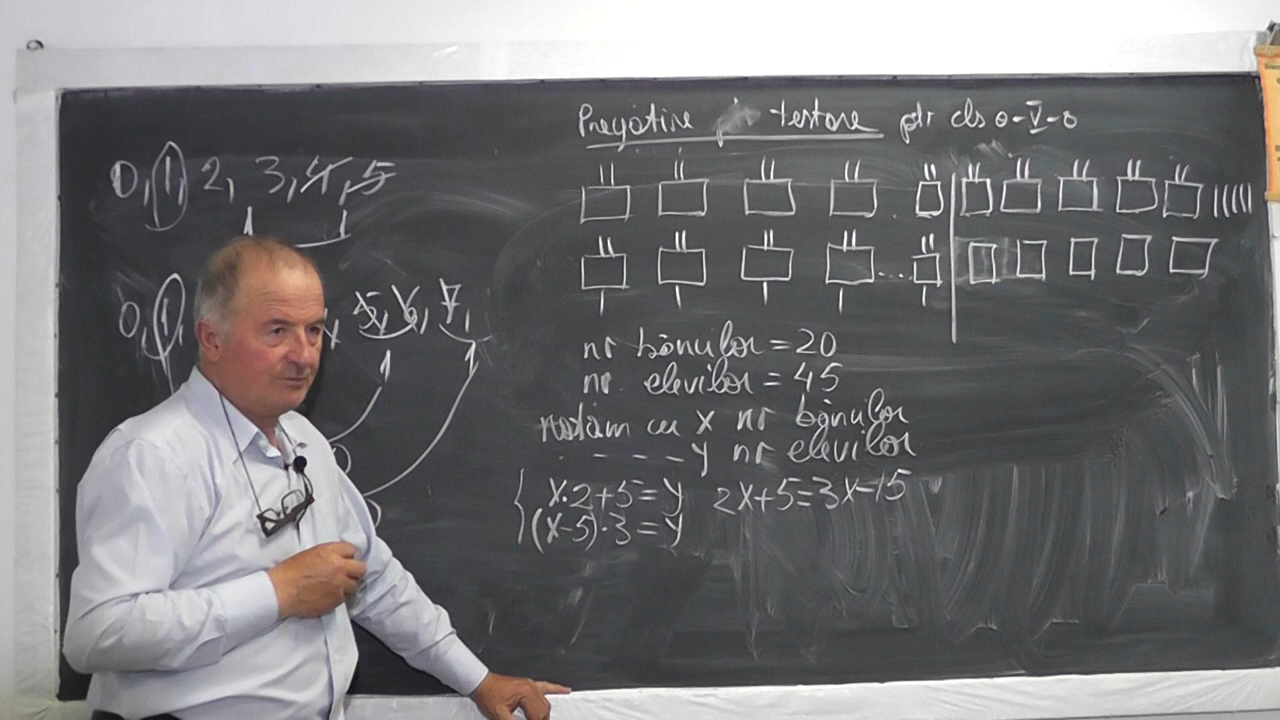 Pregătire testare ptr cls a-V-a
0, 1, 2, 3, 4, 5
0, 1, 5, 6, 7,
nr băncilor = 20
nr. elevilor = 45
notăm cu x nr băncilor
. - - - - y nr elevilor
x·2+5=y 2x+5=3x-15
(x-5)·3=y